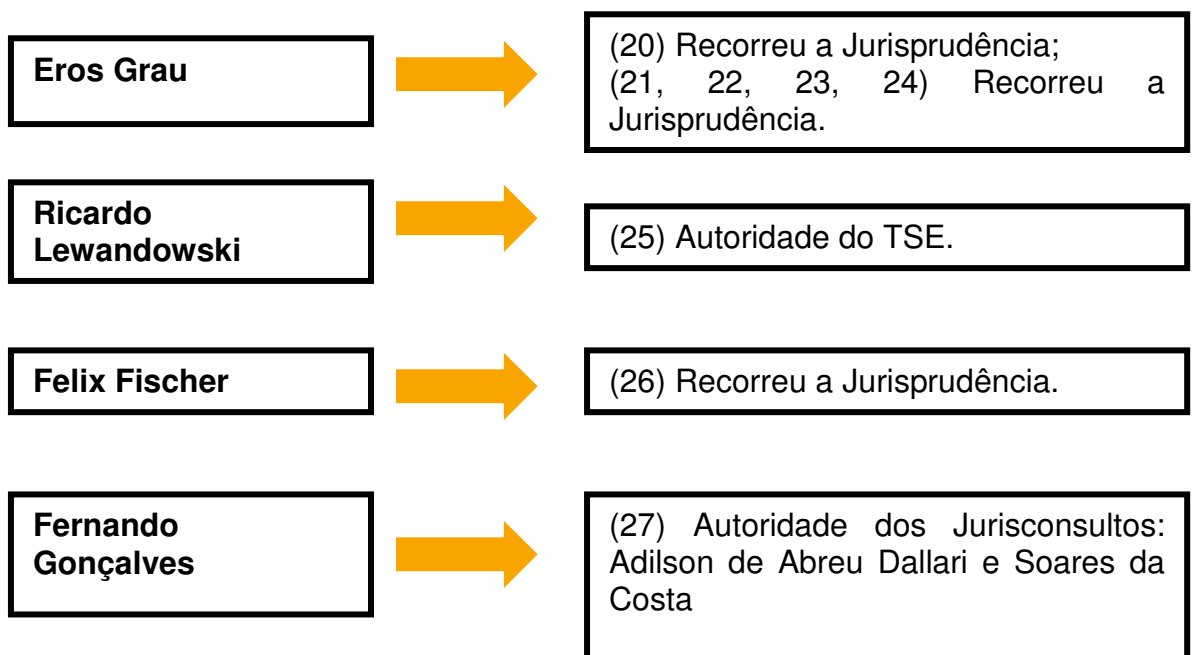 Eros Grau
(20) Recorreu a Jurisprudência;
(21, 22, 23, 24) Recorreu a
Jurisprudência.
Ricardo
Lewandowski
(25) Autoridade do TSE.
Felix Fischer
(26) Recorreu a Jurisprudência.
Fernando
Gonçalves
(27) Autoridade dos Jurisconsultos:
Adilson de Abreu Dallari e Soares da
Costa